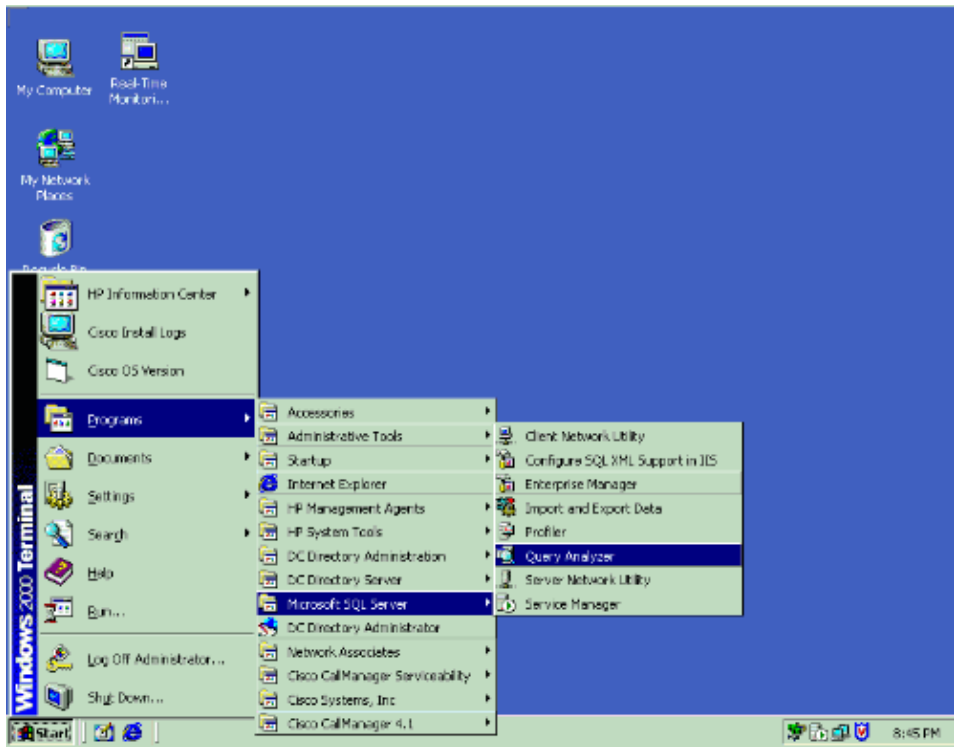 My Computer
Real-Time
Monitori...
My Network
Places
Recycle Bin
HP Information Center
Cisco Install Logs
Cisco OS Version
Programs
Documents
Settings
Search
Help
Run...
Log Off Administrator...
Shut Down...
Windows 2000 Terminal
Accessories
Administrative Tools
Startup
Internet Explorer
HP Management Agents
HP System Tools
DC Directory Administration
DC Directory Server
Microsoft SQL Server
DC Directory Administrator
Network Associates
Cisco CallManager Serviceability
Cisco Systems, Inc
Cisco CallManager 4.1
Client Network Utility
Configure SQL XML Support in IIS
Enterprise Manager
Import and Export Data
Profiler
Query Analyzer
Server Network Utility
Service Manager
Start
8:45 PM